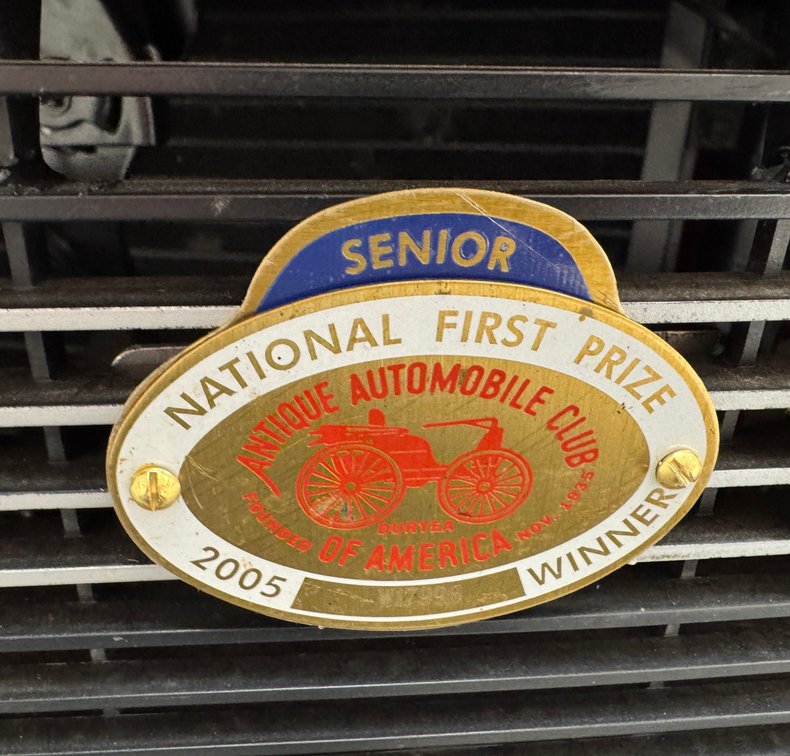 SENIOR
NATIONAL FIRST PRIZE
ANTIQUE AUTOMOBILE CLUB
DURYEA
FOUNDED NOV. 1935
OF AMERICA
2005 WINNER